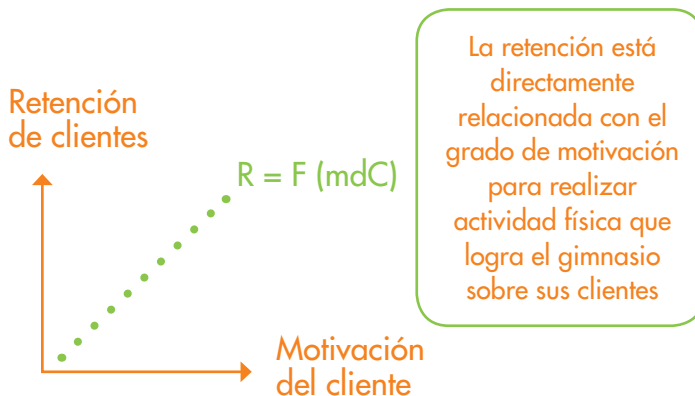 Retención
de clientes
R = F (mdC)
Motivación
del cliente
La retención está
directamente
relacionada con el
grado de motivación
para realizar
actividad física que
logra el gimnasio
sobre sus clientes